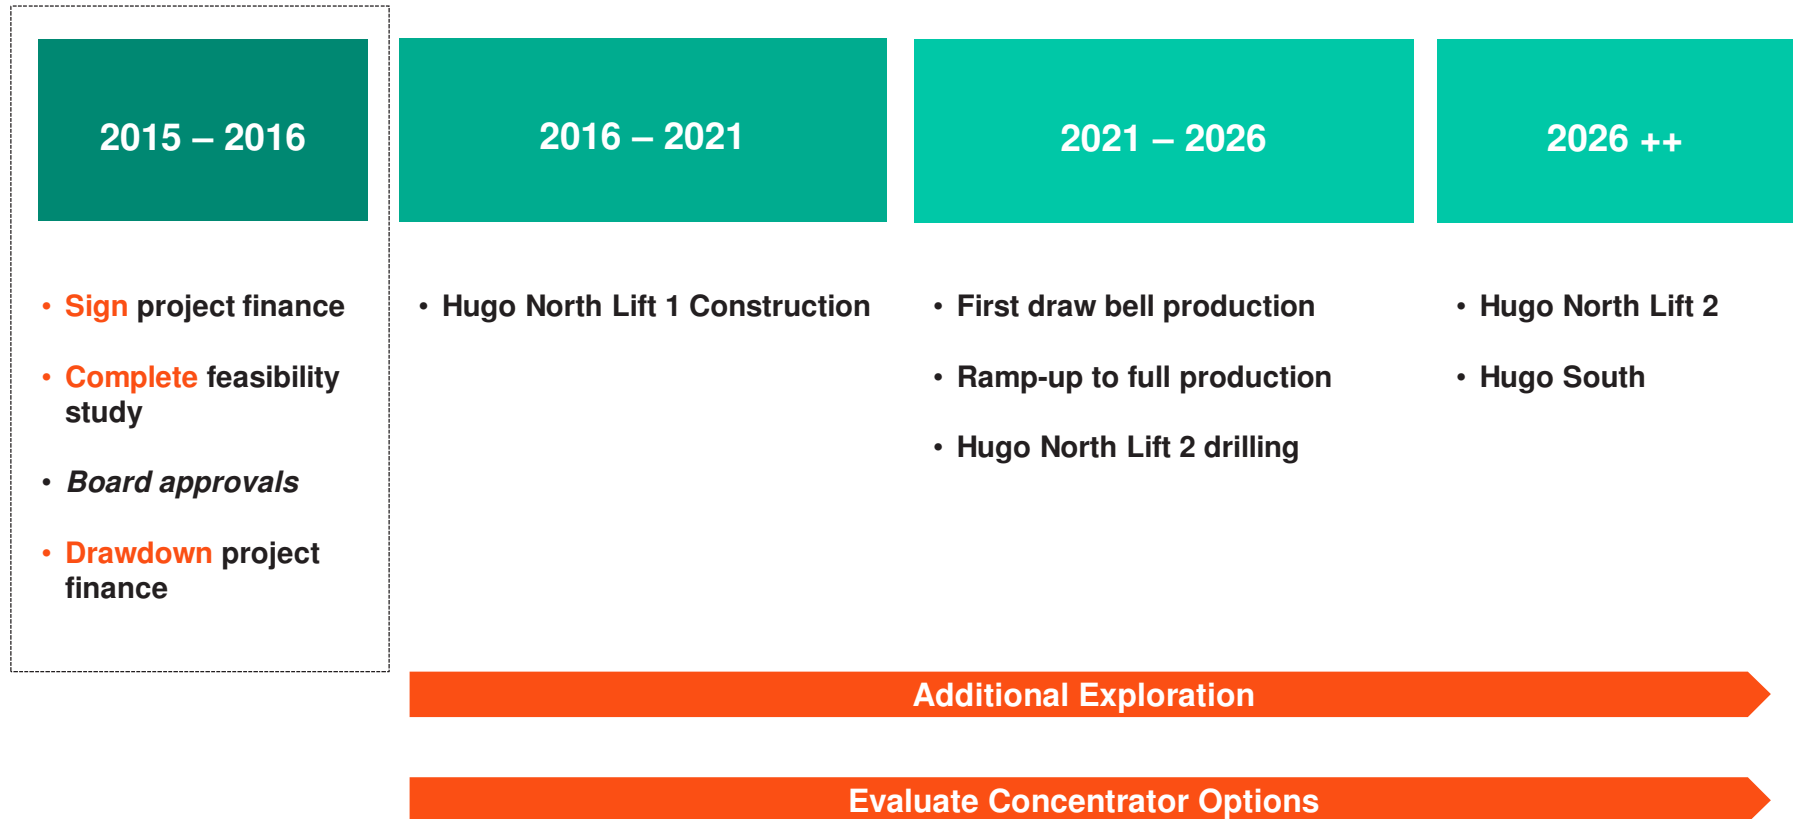 2015 – 2016
2016 – 2021
2021 – 2026
2026 ++
• Sign project finance
• Complete feasibility
study
• Board approvals
• Drawdown project
finance
• Hugo North Lift 1 Construction
• First draw bell production
• Ramp-up to full production
• Hugo North Lift 2 drilling
• Hugo North Lift 2
• Hugo South
Additional Exploration
Evaluate Concentrator Options